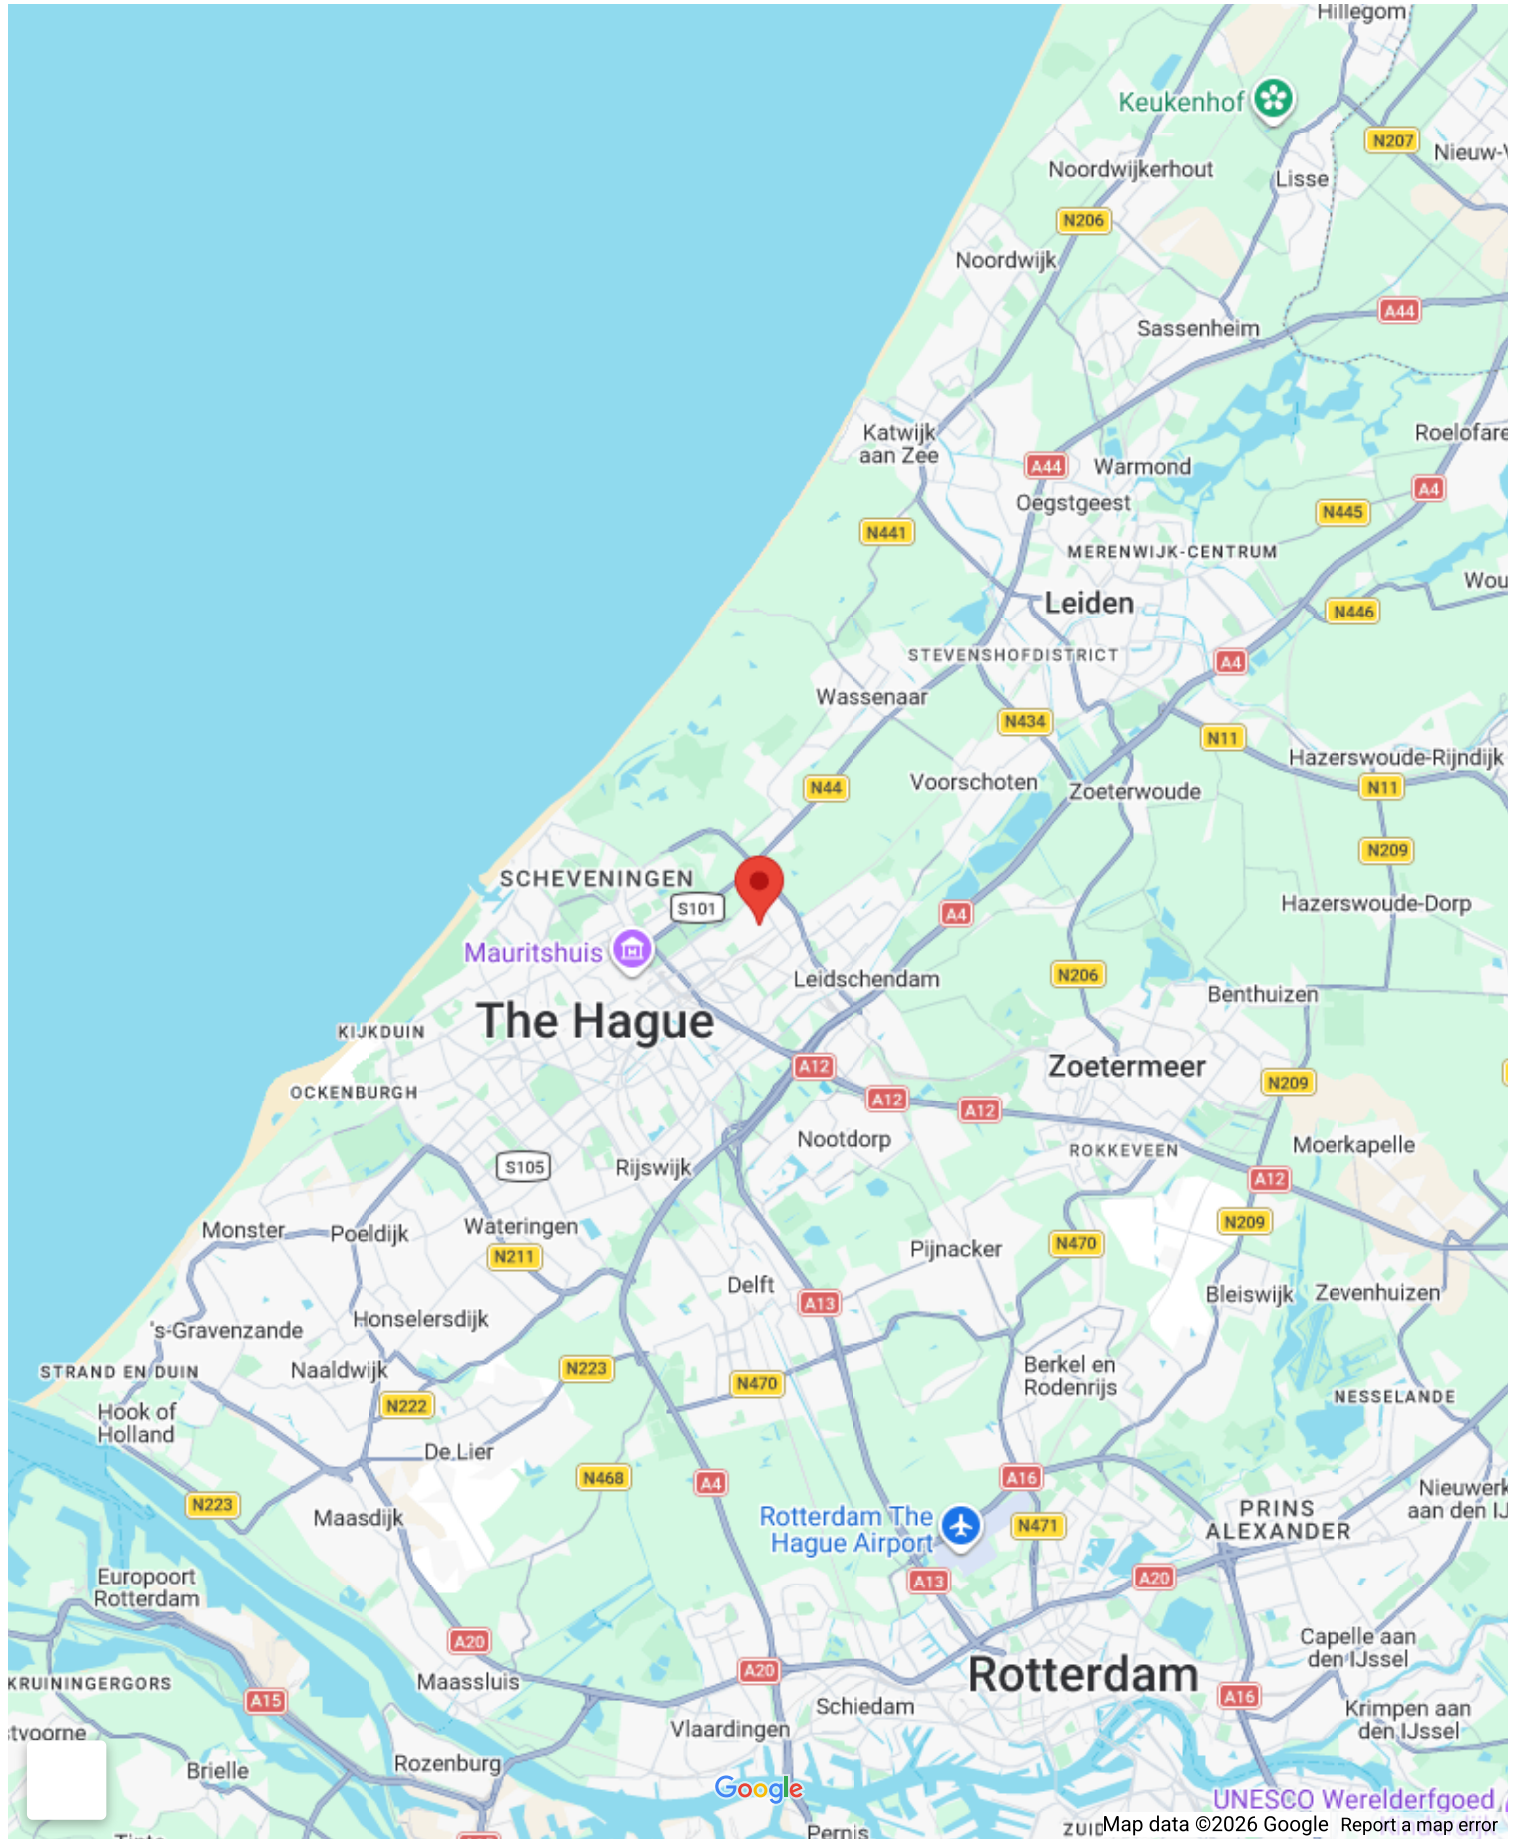 Hillegom
Keukenhof
N207
Nieuw-V
Noordwijkerhout
Lisse
N206
Noordwijk
A44
Sassenheim
Katwijk
aan Zee
Roelofare
A44
Warmond
A4
Oegstgeest
N445
N441
MERENWIJK-CENTRUM
Wou
Leiden
N446
STEVENSHOFDISTRICT
A4
Wassenaar
N434
N11
Hazerswoude-Rijndijk
N44
Voorschoten
Zoeterwoude
N11
N209
SCHEVENINGEN
S101
A4
Hazerswoude-Dorp
Mauritshuis
Leidschendam
N206
Benthuizen
The Hague
KIJKDUIN
A12
Zoetermeer
N209
OCKENBURGH
A12
A12
Nootdorp
Moerkapelle
S105
Rijswijk
ROKKEVEEN
A12
Monster
Poeldijk
Wateringen
N209
N211
Pijnacker
N470
Delft
A13
Bleiswijk
Zevenhuizen
's-Gravenzande
Honselersdijk
STRAND EN DUIN
Naaldwijk
N223
N470
Berkel en
Rodenrijs
NESSELANDE
N222
Hook of
Holland
De Lier
N468
A4
A16
Nieuwerk
aan den IJ
N223
Maasdijk
Rotterdam The
Hague Airport
N471
PRINS
ALEXANDER
Europoort
Rotterdam
A13
A20
A20
Capelle aan
den IJssel
KRUININGERGORS
Maassluis
A20
Rotterdam
A15
A16
Schiedam
Krimpen aan
den IJssel
stvoorne
Vlaardingen
Brielle
Rozenburg
Google
UNESCO Werelderfgoed
Map data ©2026 Google
Report a map error
ZUID
Pernis